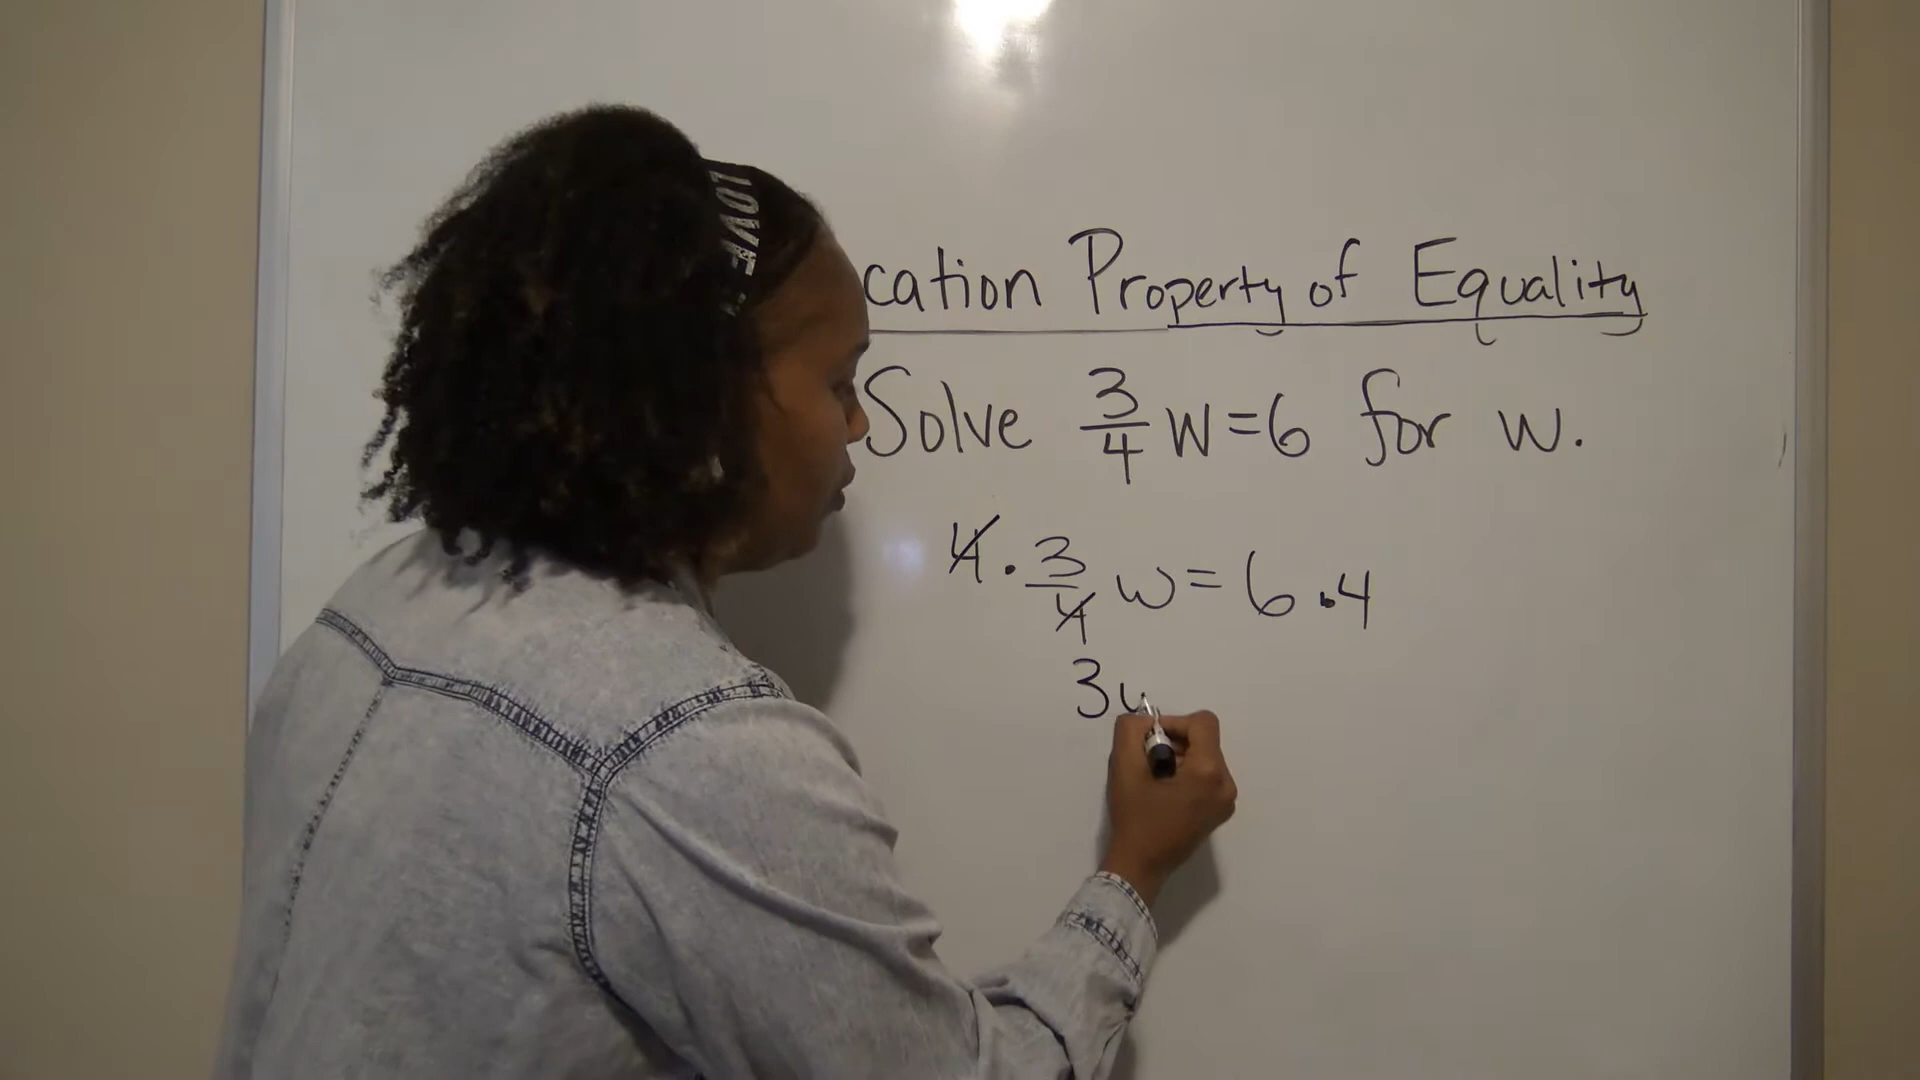 LOVE
cation Property of Equality
Solve 3/4 w=6 for w.
4 · 3/4 w = 6 · 4
3